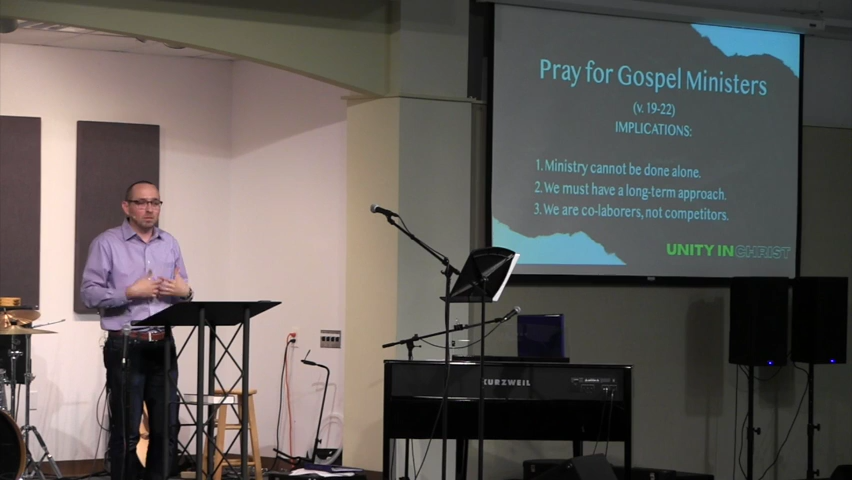 Pray for Gospel Ministers
(v. 19-22)
IMPLICATIONS:
1. Ministry cannot be done alone.
2. We must have a long-term approach.
3. We are co-laborers, not competitors.
UNITY IN CHRIST
KURZWEIL